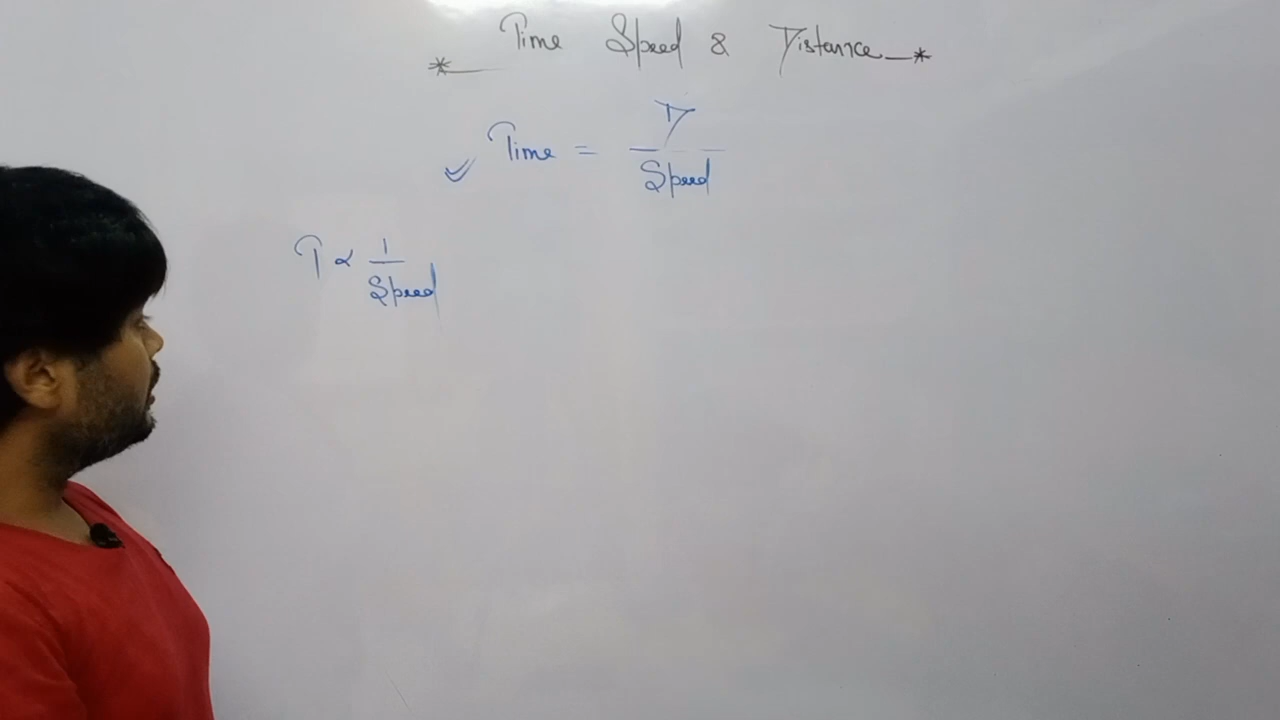 * Time Speed & Distance *
✓ Time = D / Speed
T ∝ 1 / Speed